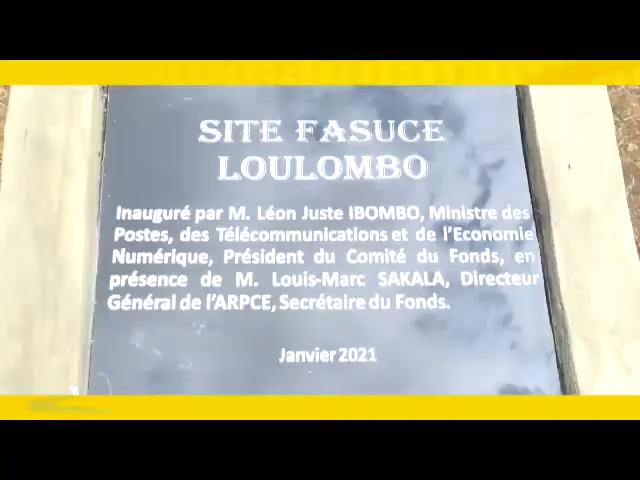 SITE FASUCE
LOULOMBO
Inauguré par M. Léon Juste IBOMBO, Ministre des
Postes, des Télécommunications et de l'Economie
Numérique, Président du Comité du Fonds, en
présence de M. Louis-Marc SAKALA, Directeur
Général de l'ARPCE, Secrétaire du Fonds.
Janvier 2021